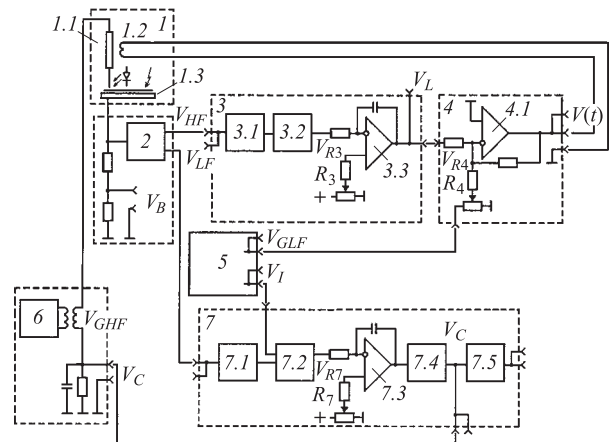 1.1
1.2
1
1.3
V_HF
2
V_LF
V_B
3
3.1
3.2
V_R3
R_3
+
3.3
V_L
4
4.1
V_R4
R_4
V(t)
5
V_GLF
V_I
6
V_GHF
V_C
7
7.1
7.2
V_R7
R_7
+
7.3
7.4
V_C
7.5